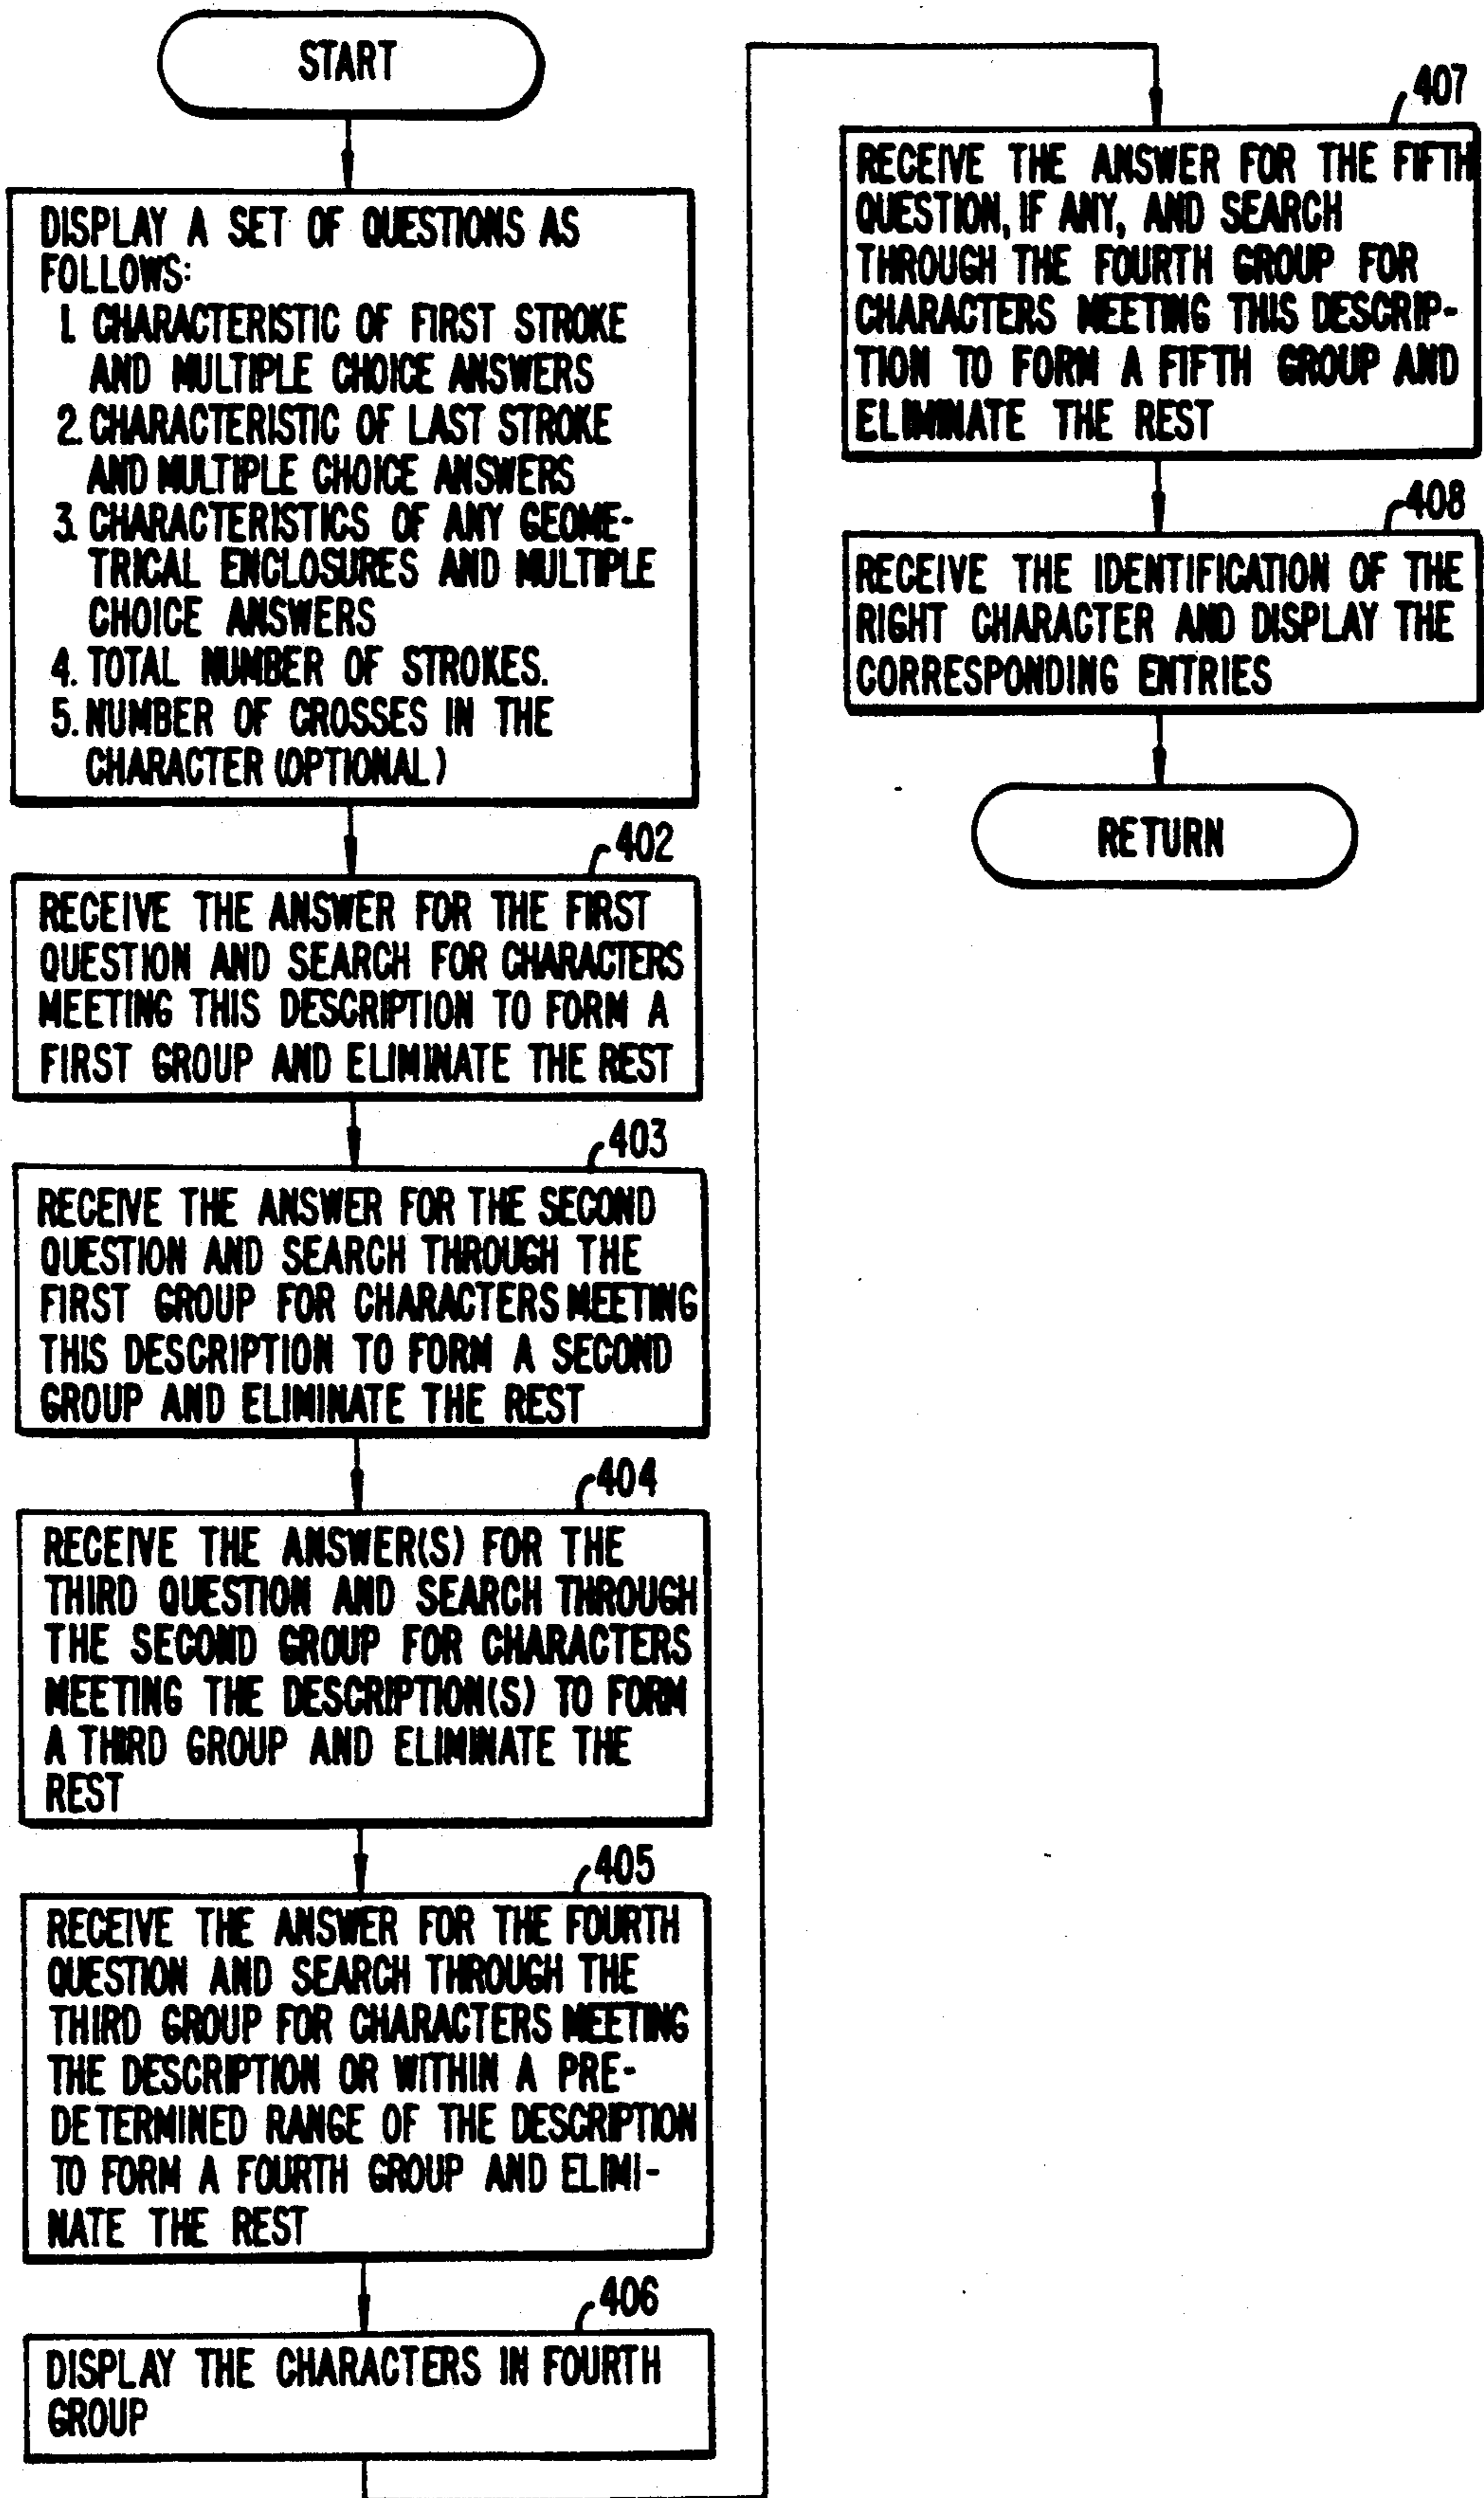 START
DISPLAY A SET OF QUESTIONS AS
FOLLOWS:
1. CHARACTERISTIC OF FIRST STROKE
AND MULTIPLE CHOICE ANSWERS
2. CHARACTERISTIC OF LAST STROKE
AND MULTIPLE CHOICE ANSWERS
3. CHARACTERISTICS OF ANY GEOME-
TRICAL ENCLOSURES AND MULTIPLE
CHOICE ANSWERS
4. TOTAL NUMBER OF STROKES.
5. NUMBER OF CROSSES IN THE
CHARACTER (OPTIONAL)
402
RECEIVE THE ANSWER FOR THE FIRST
QUESTION AND SEARCH FOR CHARACTERS
MEETING THIS DESCRIPTION TO FORM A
FIRST GROUP AND ELIMINATE THE REST
403
RECEIVE THE ANSWER FOR THE SECOND
QUESTION AND SEARCH THROUGH THE
FIRST GROUP FOR CHARACTERS MEETING
THIS DESCRIPTION TO FORM A SECOND
GROUP AND ELIMINATE THE REST
404
RECEIVE THE ANSWER(S) FOR THE
THIRD QUESTION AND SEARCH THROUGH
THE SECOND GROUP FOR CHARACTERS
MEETING THE DESCRIPTION(S) TO FORM
A THIRD GROUP AND ELIMINATE THE
REST
405
RECEIVE THE ANSWER FOR THE FOURTH
QUESTION AND SEARCH THROUGH THE
THIRD GROUP FOR CHARACTERS MEETING
THE DESCRIPTION OR WITHIN A PRE-
DETERMINED RANGE OF THE DESCRIPTION
TO FORM A FOURTH GROUP AND ELIMI-
NATE THE REST
406
DISPLAY THE CHARACTERS IN FOURTH
GROUP
407
RECEIVE THE ANSWER FOR THE FIFTH
QUESTION, IF ANY, AND SEARCH
THROUGH THE FOURTH GROUP FOR
CHARACTERS MEETING THIS DESCRIP-
TION TO FORM A FIFTH GROUP AND
ELIMINATE THE REST
408
RECEIVE THE IDENTIFICATION OF THE
RIGHT CHARACTER AND DISPLAY THE
CORRESPONDING ENTRIES
RETURN